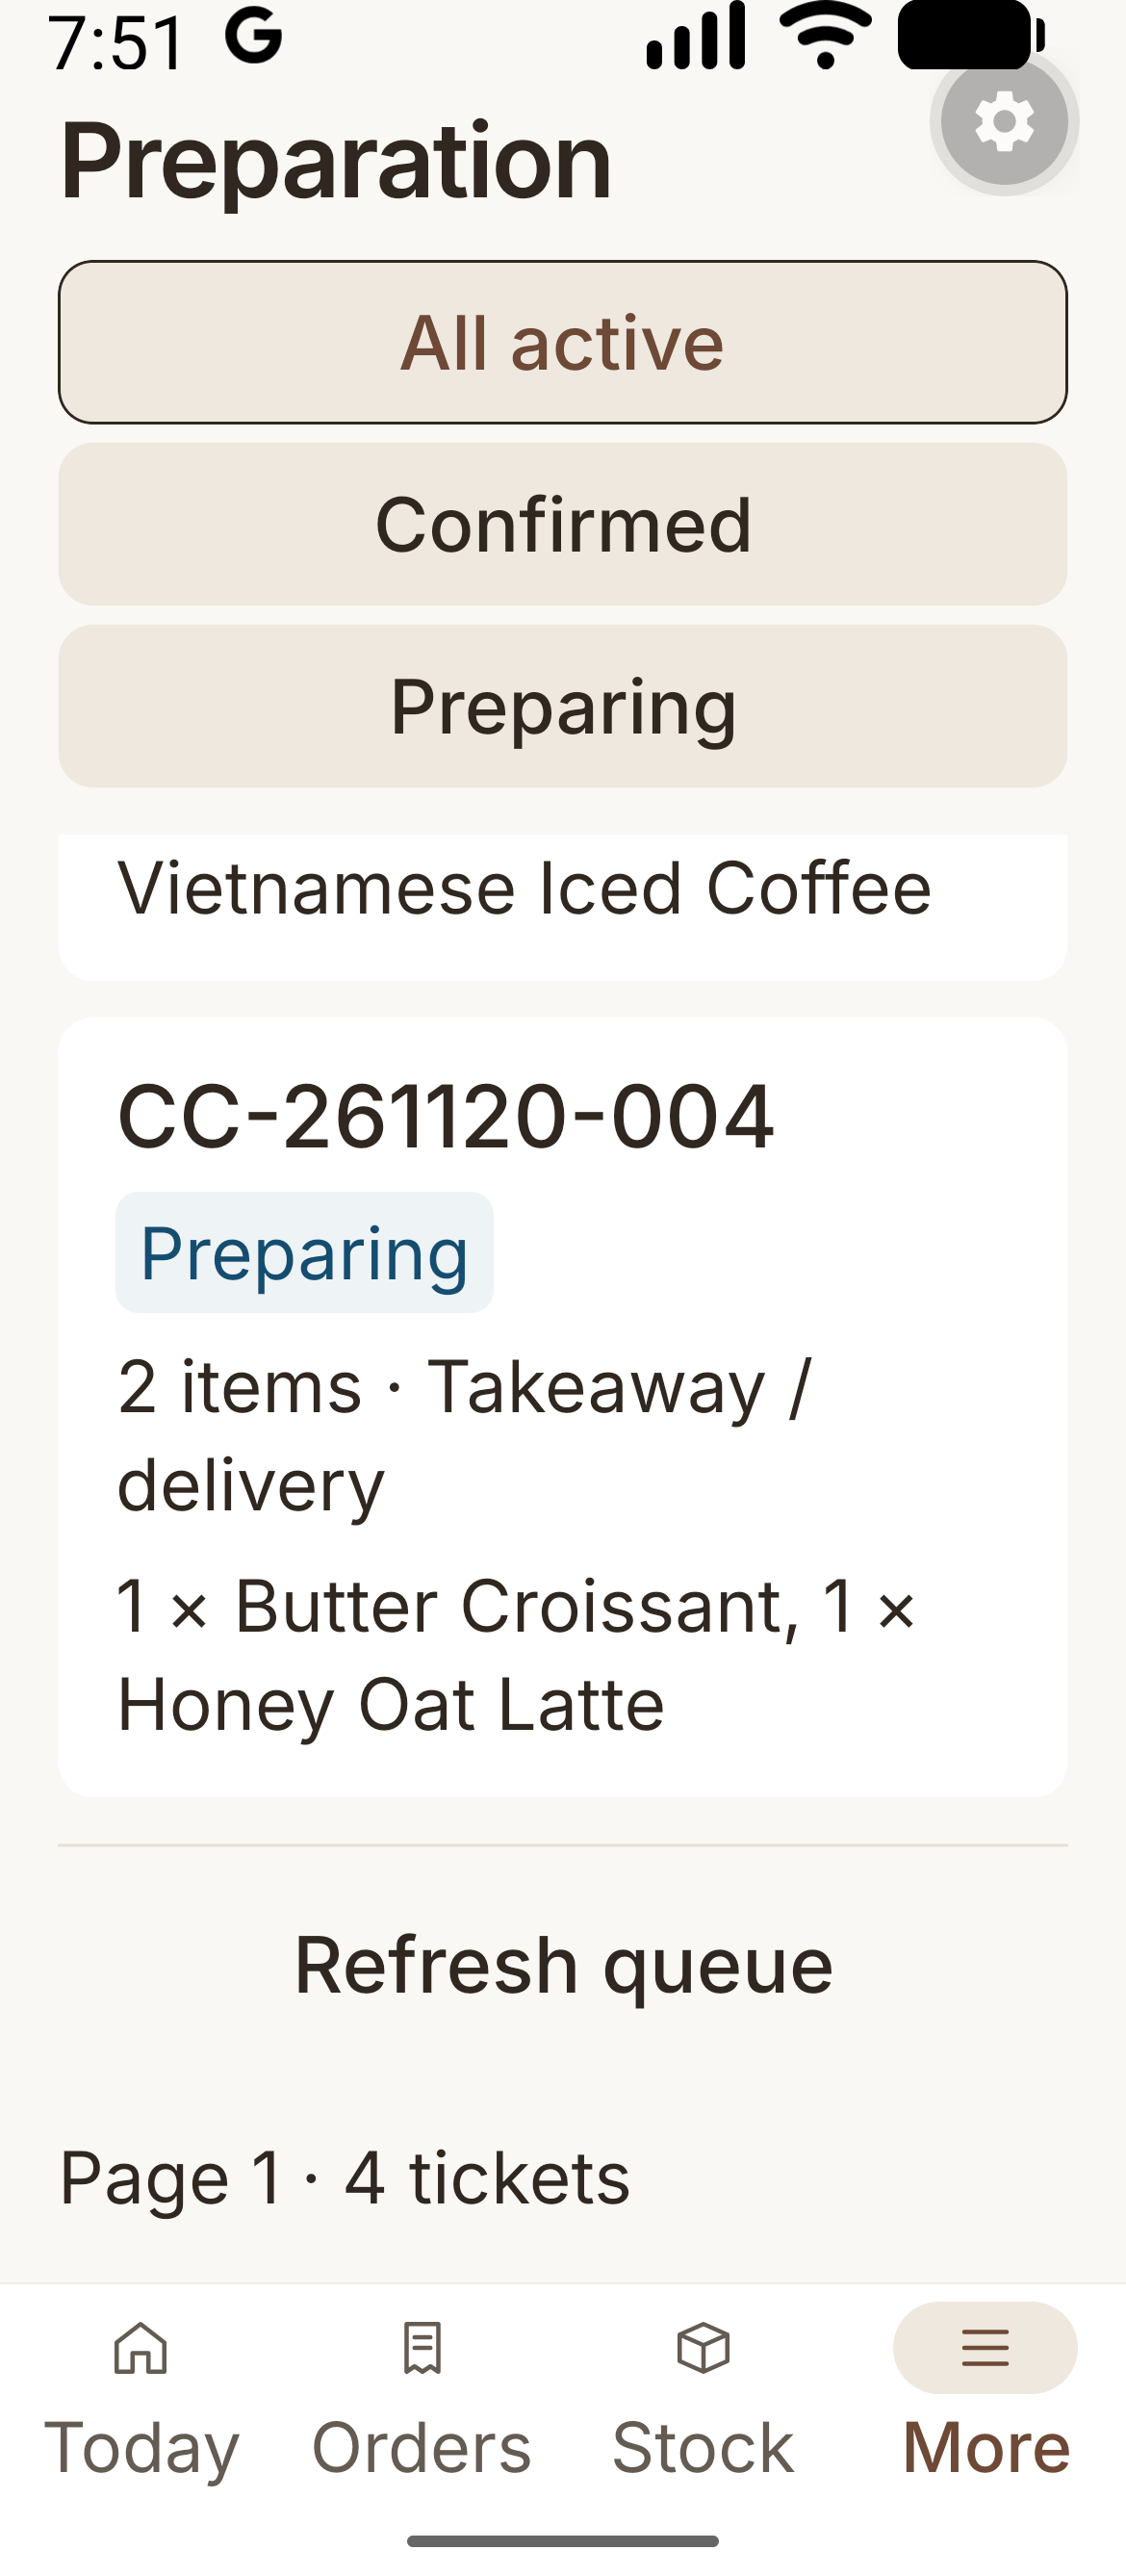 7:51 G
Preparation
All active
Confirmed
Preparing
Vietnamese Iced Coffee
CC-261120-004
Preparing
2 items · Takeaway /
delivery
1 × Butter Croissant, 1 ×
Honey Oat Latte
Refresh queue
Page 1 · 4 tickets
Today Orders Stock More